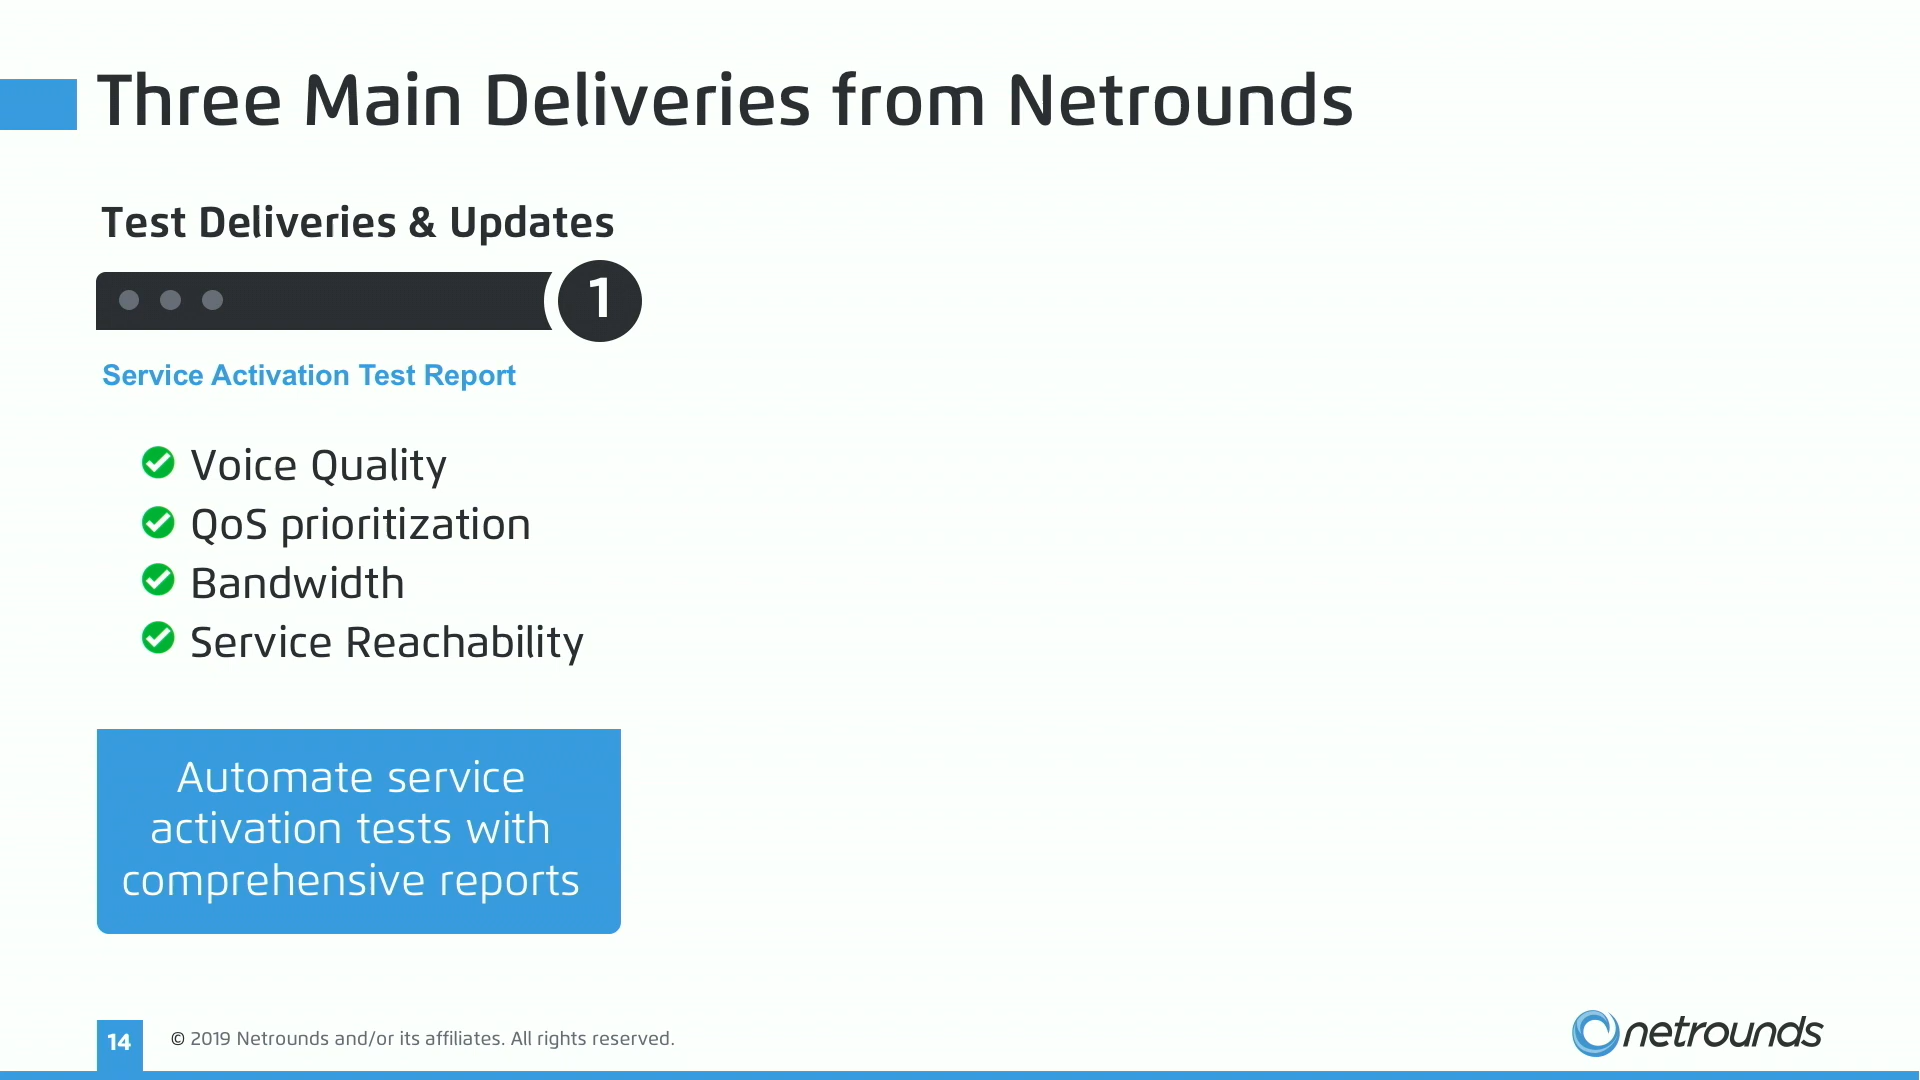 Three Main Deliveries from Netrounds
Test Deliveries & Updates
1
Service Activation Test Report
Voice Quality
QoS prioritization
Bandwidth
Service Reachability
Automate service
activation tests with
comprehensive reports
14
© 2019 Netrounds and/or its affiliates. All rights reserved.
netrounds